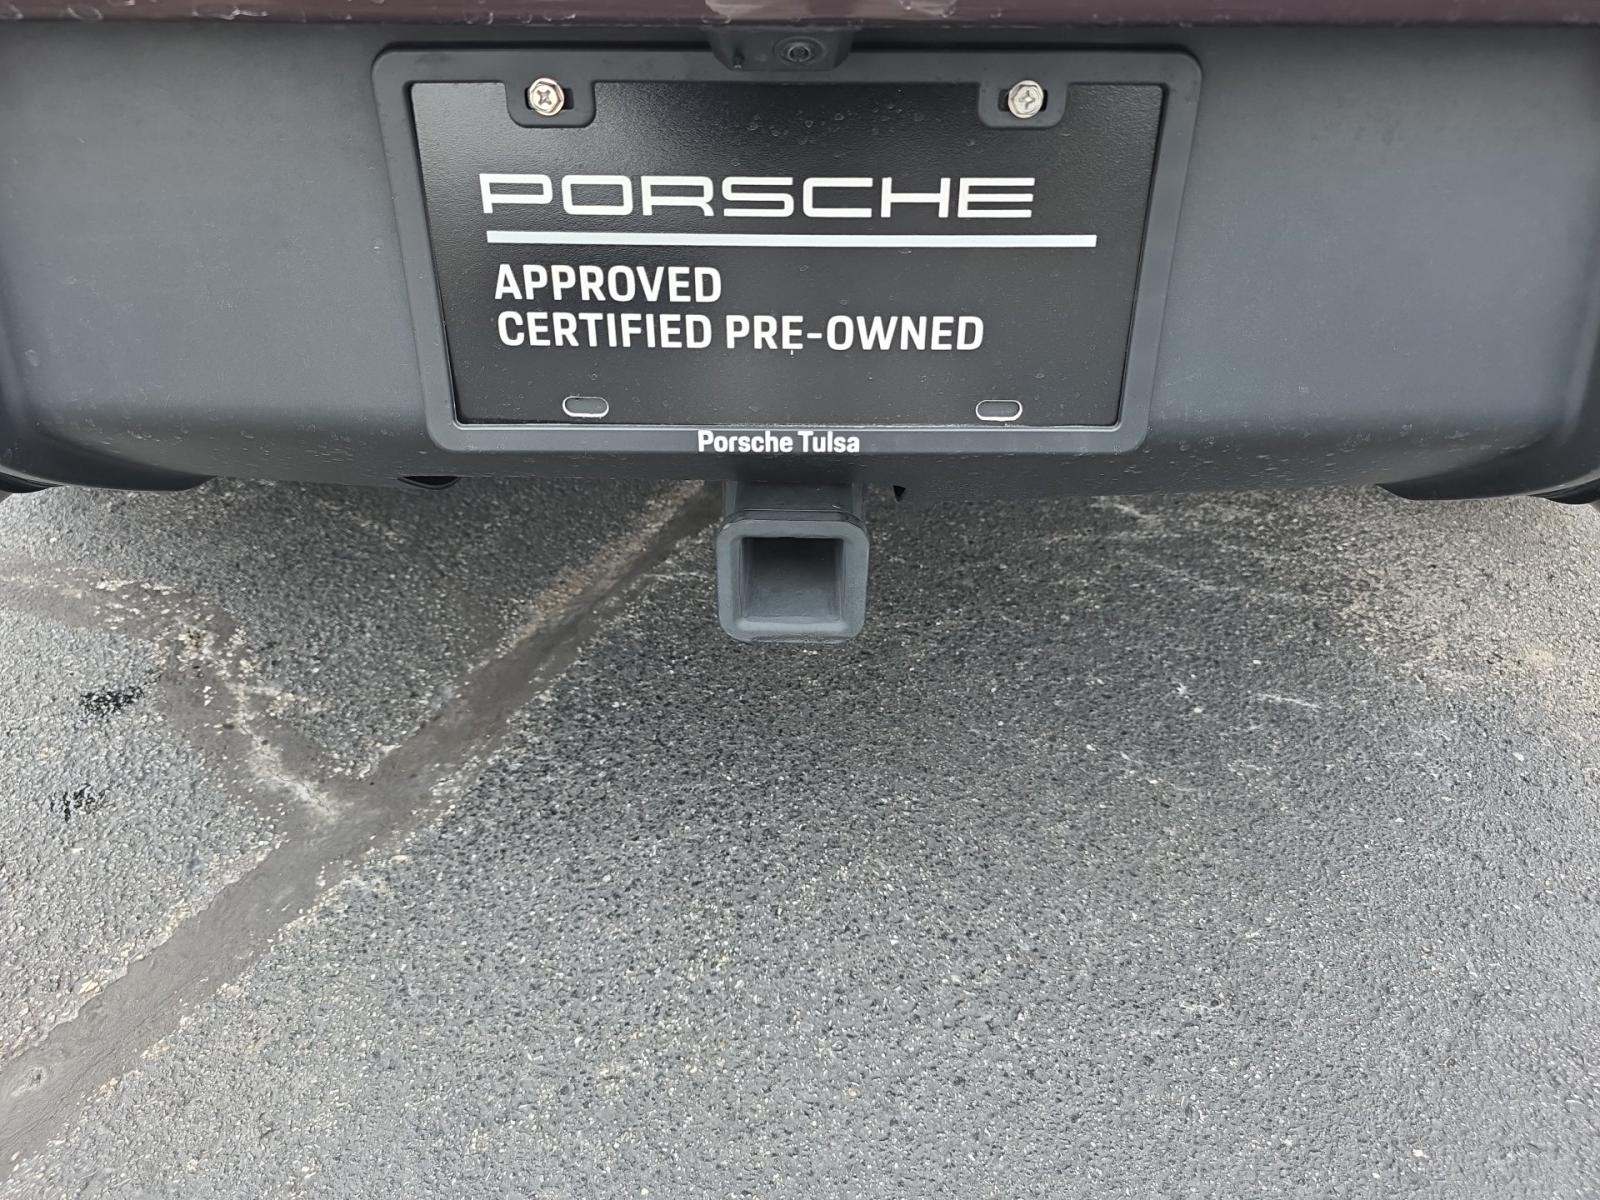 PORSCHE
APPROVED
CERTIFIED PRE-OWNED
Porsche Tulsa